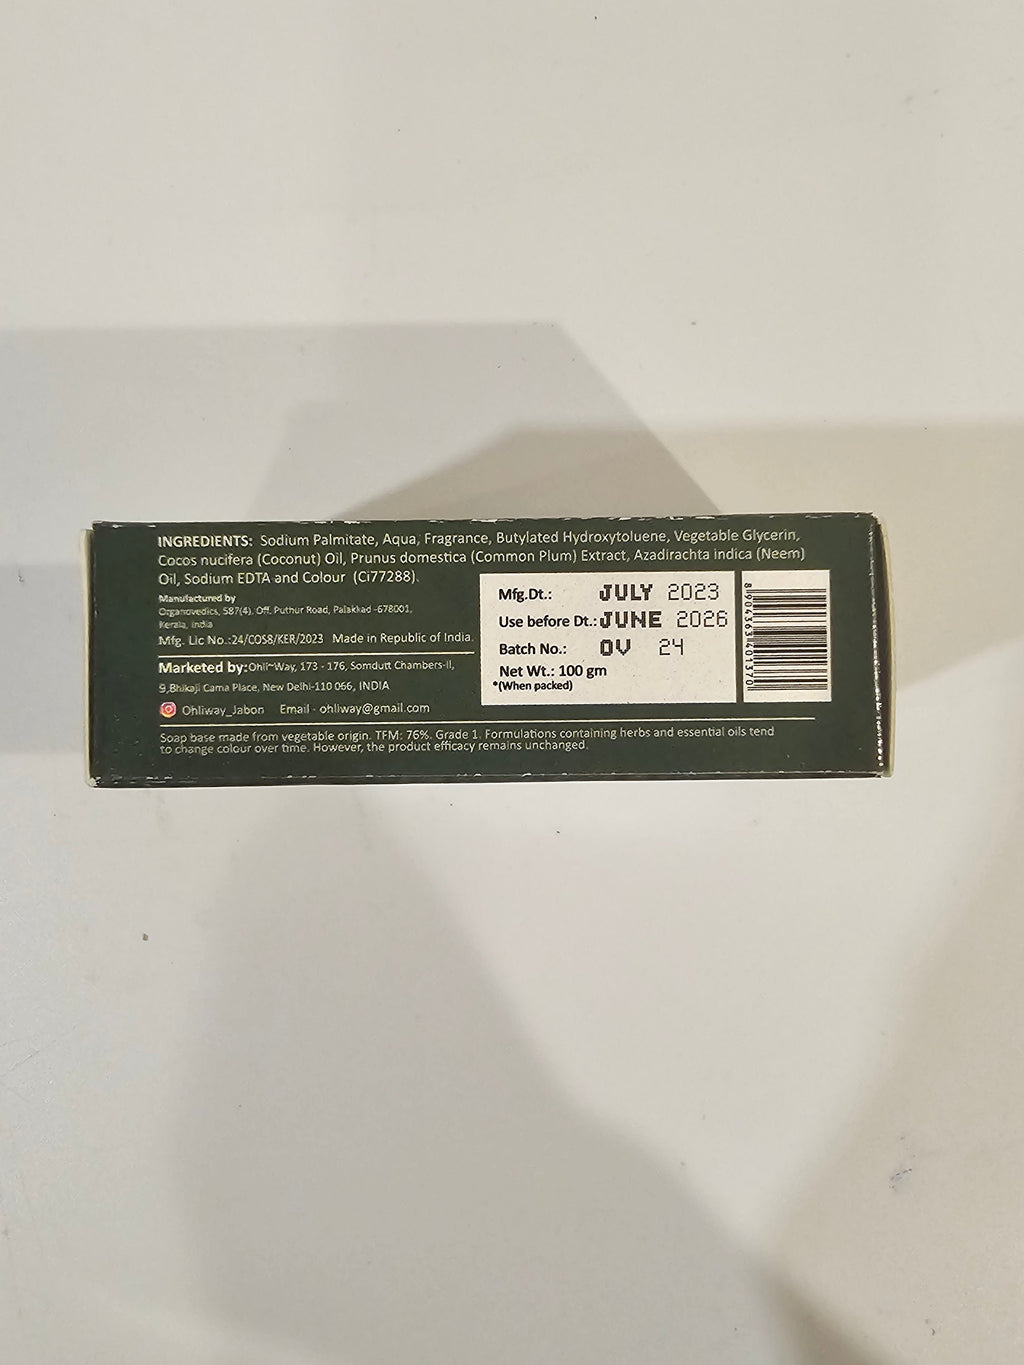 INGREDIENTS: Sodium Palmitate, Aqua, Fragrance, Butylated Hydroxytoluene, Vegetable Glycerin,
Cocos nucifera (Coconut) Oil, Prunus domestica (Common Plum) Extract, Azadirachta indica (Neem)
Oil, Sodium EDTA and Colour (Ci77288).
Manufactured by
Organovedics, 587(4), Off. Puthur Road, Palakkad -678001,
Kerala, India
Mfg. Lic No.:24/COS8/KER/2023 Made in Republic of India.
Marketed by:Ohli~Way, 173 - 176, Somdutt Chambers-II,
9,Bhikaji Cama Place, New Delhi-110 066, INDIA
Ohliway_Jabon Email - ohliway@gmail.com
Mfg.Dt.: JULY 2023
Use before Dt.: JUNE 2026
Batch No.: OV 24
Net Wt.: 100 gm
*(When packed)
8904363401370
Soap base made from vegetable origin. TFM: 76%. Grade 1. Formulations containing herbs and essential oils tend
to change colour over time. However, the product efficacy remains unchanged.